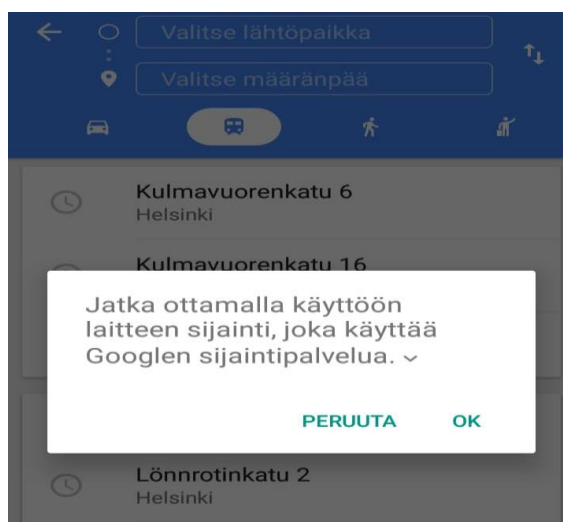 Valitse lähtöpaikka
Valitse määränpää
Kulmavuorenkatu 6
Helsinki
Kulmavuorenkatu 16
Jatka ottamalla käyttöön
laitteen sijainti, joka käyttää
Googlen sijaintipalvelua.
PERUUTA OK
Lönnrotinkatu 2
Helsinki